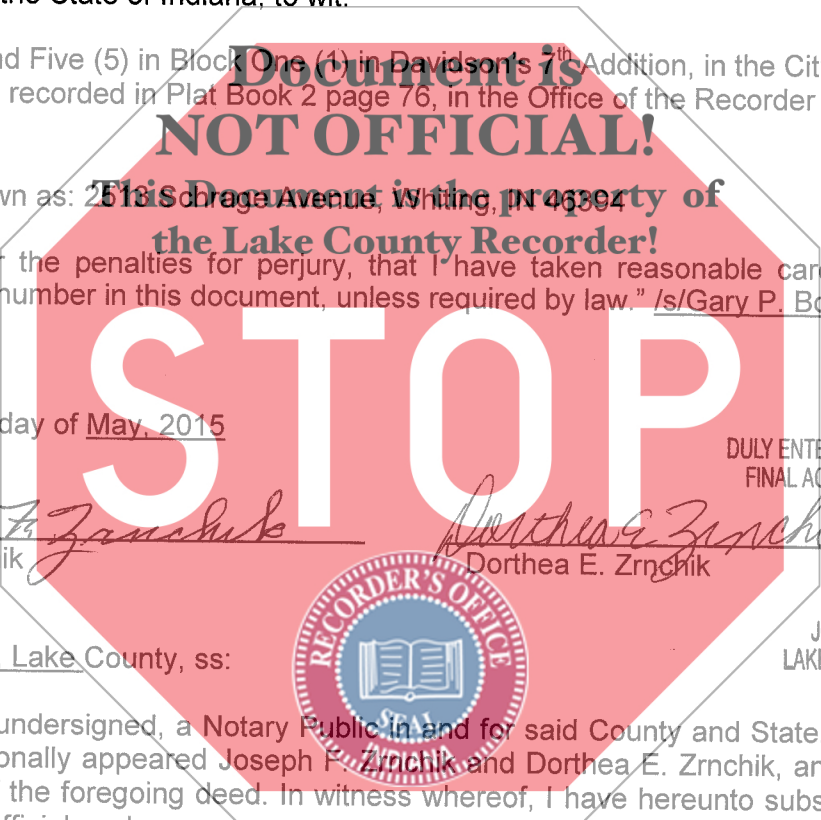 the State of Indiana, to wit:
nd Five (5) in Block One (1) in Davidson's 7th Addition, in the Cit
recorded in Plat Book 2 page 76, in the Office of the Recorder
Document is
NOT OFFICIAL!
wn as: 2513 Schrage Avenue, Whiting, IN 46394
This Document is the property of
the Lake County Recorder!
r the penalties for perjury, that I have taken reasonable car
number in this document, unless required by law." /s/Gary P. Bo
STOP
day of May, 2015
DULY ENTE
FINAL AC
F. Zrnchik
Dorthea E. Zrnchi
ik
Dorthea E. Zrnchik
RECORDER'S OFFICE
SEAL
INDIANA
J
Lake County, ss:
LAKE
undersigned, a Notary Public in and for said County and State
onally appeared Joseph F. Zrnchik and Dorthea E. Zrnchik, an
the foregoing deed. In witness whereof, I have hereunto subs